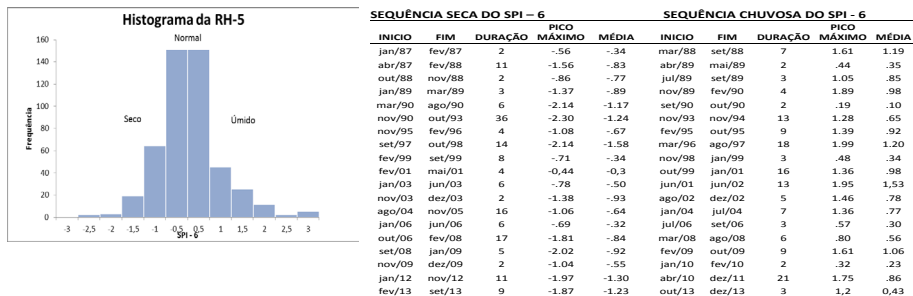 Histograma da RH-5
Normal
160
140
120
100
80
60
40
20
0
Frequência
Seco
Úmido
-3 -2,5 -2 -1,5 -1 -0,5 0,5 1 1,5 2 2,5 3
SPI - 6
SEQUÊNCIA SECA DO SPI – 6 SEQUÊNCIA CHUVOSA DO SPI - 6
INICIO FIM DURAÇÃO PICO MÁXIMO MÉDIA INICIO FIM DURAÇÃO PICO MÁXIMO MÉDIA
jan/87 fev/87 2 -.56 -.34 mar/88 set/88 7 1.61 1.19
abr/87 fev/88 11 -1.56 -.83 abr/89 mai/89 2 .44 .35
out/88 nov/88 2 -.86 -.77 jul/89 set/89 3 1.05 .85
jan/89 mar/89 3 -1.37 -.89 nov/89 fev/90 4 1.89 .98
mar/90 ago/90 6 -2.14 -1.17 set/90 out/90 2 .19 .10
nov/90 out/93 36 -2.30 -1.24 nov/93 nov/94 13 1.28 .65
nov/95 fev/96 4 -1.08 -.67 fev/95 out/95 9 1.39 .92
set/97 out/98 14 -2.14 -1.58 mar/96 ago/97 18 1.99 1.20
fev/99 set/99 8 -.71 -.34 nov/98 jan/99 3 .48 .34
fev/01 mai/01 4 -0,44 -0,3 out/99 jan/01 16 1.36 .98
jan/03 jun/03 6 -.78 -.50 jun/01 jun/02 13 1.95 1,53
nov/03 dez/03 2 -1.38 -.93 ago/02 dez/02 5 1.46 .78
ago/04 nov/05 16 -1.06 -.64 jan/04 jul/04 7 1.36 .77
jan/06 jun/06 6 -.69 -.32 jul/06 set/06 3 .57 .30
out/06 fev/08 17 -1.81 -.84 mar/08 ago/08 6 .80 .56
set/08 jan/09 5 -2.02 -.92 fev/09 out/09 9 1.61 1.06
nov/09 dez/09 2 -1.04 -.55 jan/10 fev/10 2 .32 .23
jan/12 nov/12 11 -1.97 -1.30 abr/10 dez/11 21 1.75 .86
fev/13 set/13 9 -1.87 -1.23 out/13 dez/13 3 1,2 0,43